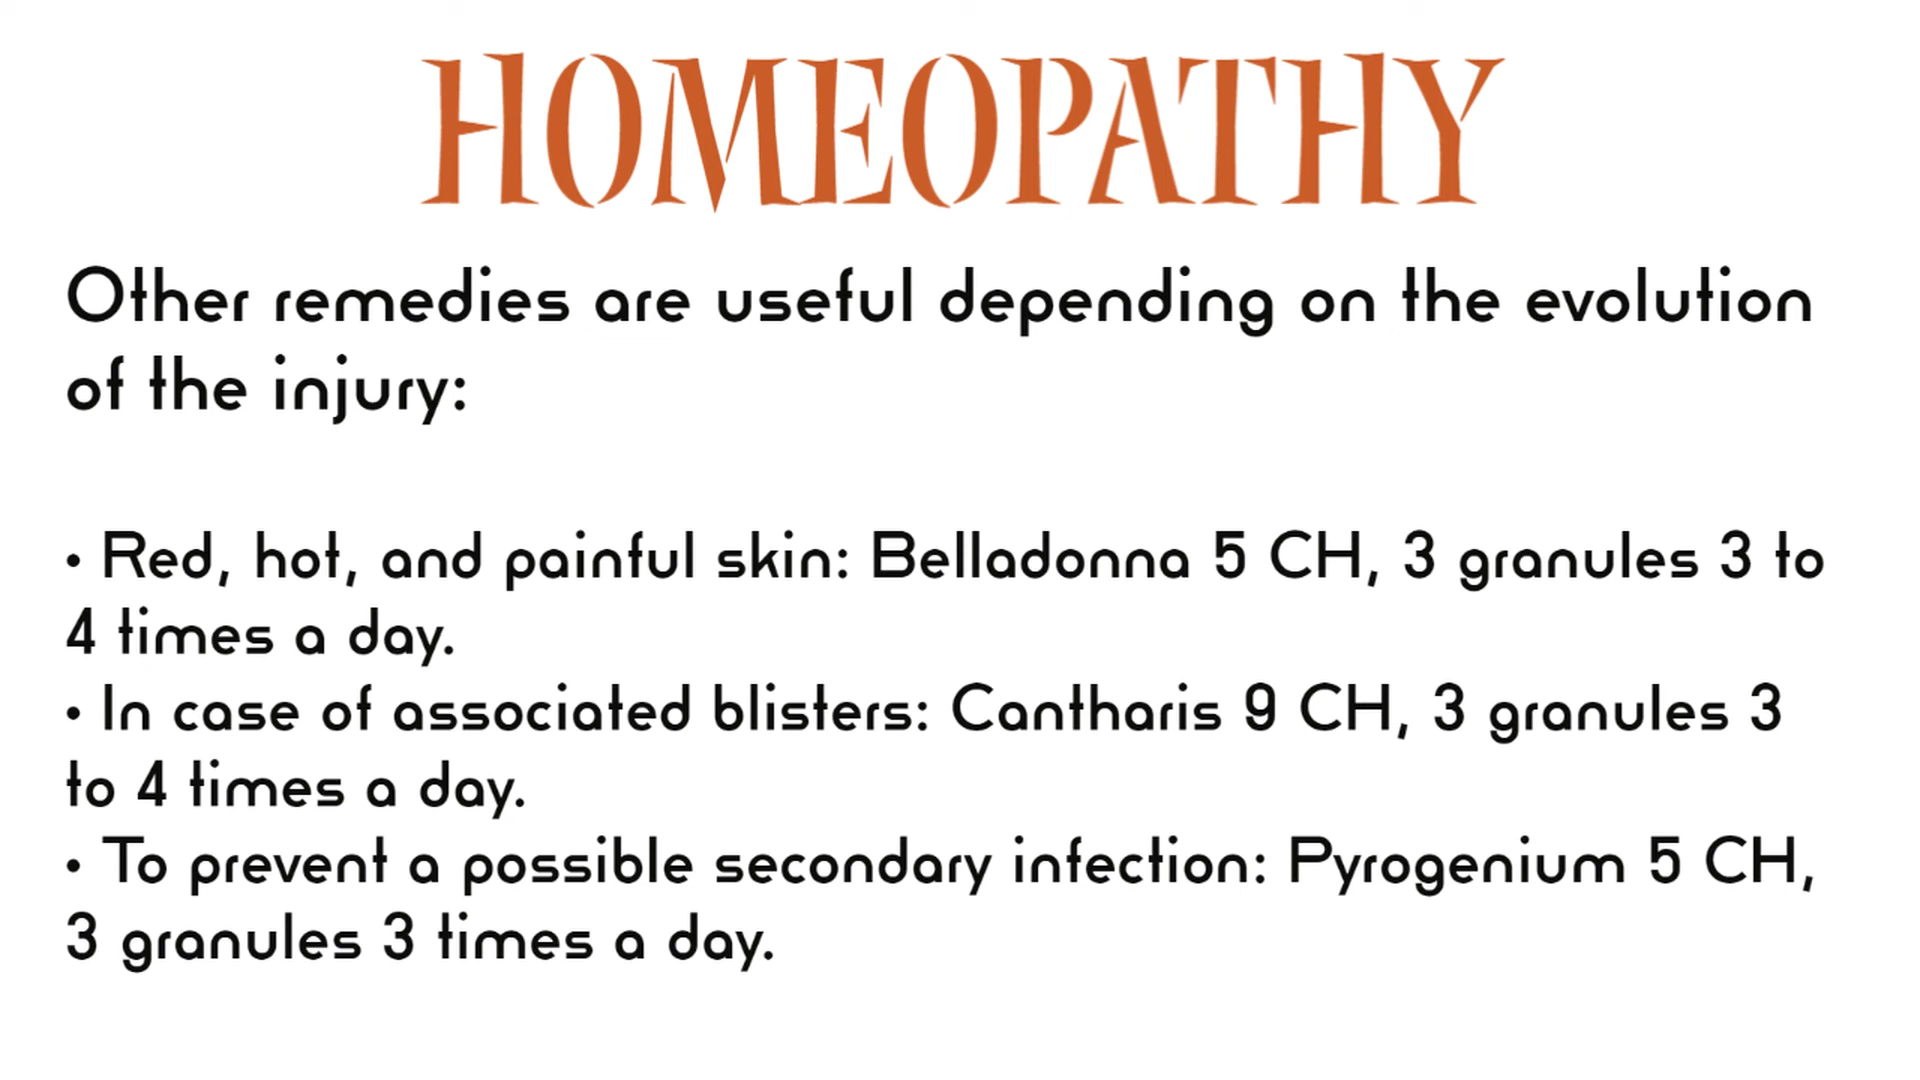 HOMEOPATHY
Other remedies are useful depending on the evolution
of the injury:
• Red, hot, and painful skin: Belladonna 5 CH, 3 granules 3 to
4 times a day.
• In case of associated blisters: Cantharis 9 CH, 3 granules 3
to 4 times a day.
• To prevent a possible secondary infection: Pyrogenium 5 CH,
3 granules 3 times a day.